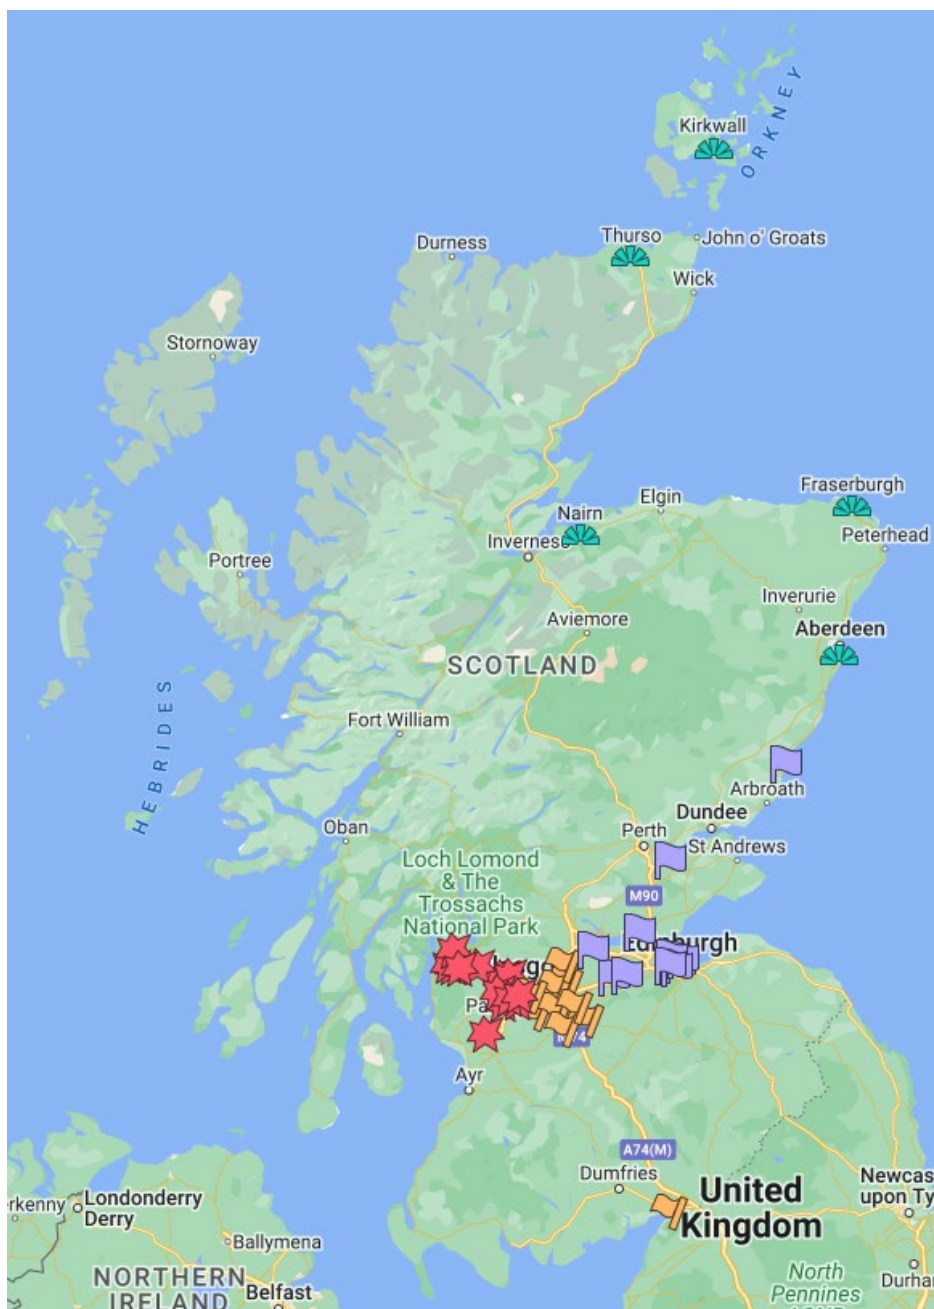 Kirkwall
ORKNEY
Thurso
John o' Groats
Durness
Wick
Stornoway
Fraserburgh
Elgin
Nairn
Peterhead
Inverness
Portree
Inverurie
Aviemore
Aberdeen
SCOTLAND
HEBRIDES
Fort William
Arbroath
Dundee
Oban
Perth
St Andrews
Loch Lomond
& The
Trossachs
National Park
M90
Edinburgh
Ayr
A74(M)
Dumfries
United
Kingdom
Newcas
upon Ty
rkenny
Londonderry
Derry
Ballymena
NORTHERN
IRELAND
Belfast
North
Pennines
Durha